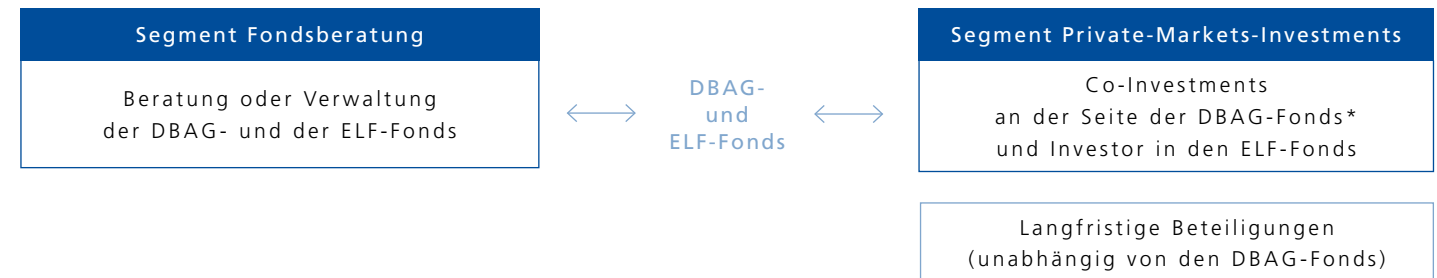 Segment Fondsberatung
Beratung oder Verwaltung
der DBAG- und der ELF-Fonds
DBAG-
und
ELF-Fonds
Segment Private-Markets-Investments
Co-Investments
an der Seite der DBAG-Fonds*
und Investor in den ELF-Fonds
Langfristige Beteiligungen
(unabhängig von den DBAG-Fonds)